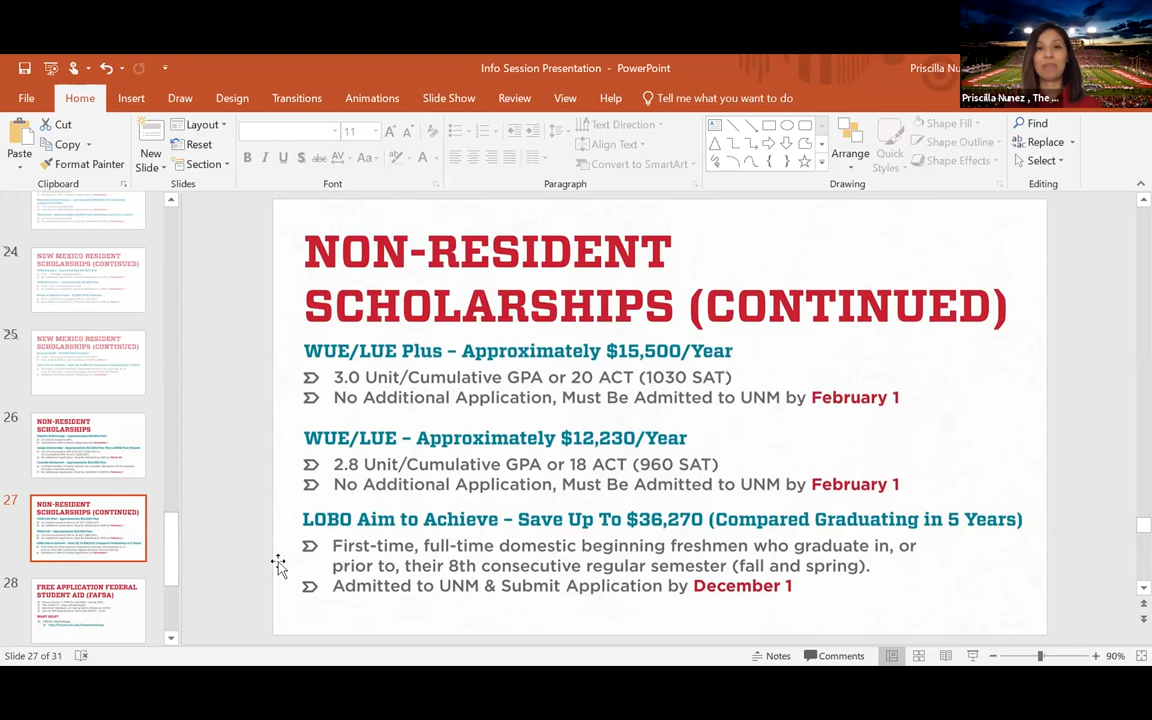 Info Session Presentation - PowerPoint
Priscilla Nu
Priscilla Nunez , The ...
File Home Insert Draw Design Transitions Animations Slide Show Review View Help Tell me what you want to do
Paste
Cut
Copy
Format Painter
Clipboard
New
Slide
Layout
Reset
Section
Slides
11
Font
Text Direction
Align Text
Convert to SmartArt
Paragraph
Arrange
Quick
Styles
Shape Fill
Shape Outline
Shape Effects
Drawing
Find
Replace
Select
Editing
24
NEW MEXICO RESIDENT
SCHOLARSHIPS (CONTINUED)
25
NEW MEXICO RESIDENT
SCHOLARSHIPS (CONTINUED)
26
NON-RESIDENT
SCHOLARSHIPS
27
NON-RESIDENT
SCHOLARSHIPS (CONTINUED)
28
FREE APPLICATION FEDERAL
STUDENT AID (FAFSA)
NON-RESIDENT
SCHOLARSHIPS (CONTINUED)
WUE/LUE Plus – Approximately $15,500/Year
3.0 Unit/Cumulative GPA or 20 ACT (1030 SAT)
No Additional Application, Must Be Admitted to UNM by February 1
WUE/LUE – Approximately $12,230/Year
2.8 Unit/Cumulative GPA or 18 ACT (960 SAT)
No Additional Application, Must Be Admitted to UNM by February 1
LOBO Aim to Achieve – Save Up To $36,270 (Compared Graduating in 5 Years)
First-time, full-time domestic beginning freshmen who graduate in, or
prior to, their 8th consecutive regular semester (fall and spring).
Admitted to UNM & Submit Application by December 1
Slide 27 of 31
Notes
Comments
90%